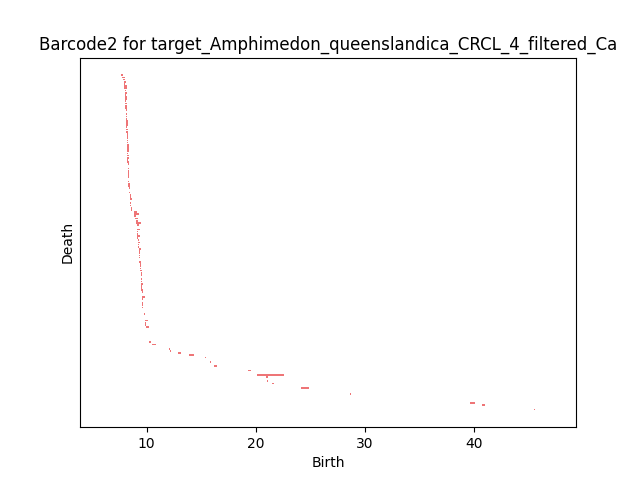 Barcode2 for target_Amphimedon_queenslandica_CRCL_4_filtered_Ca
Death
10 20 30 40
Birth